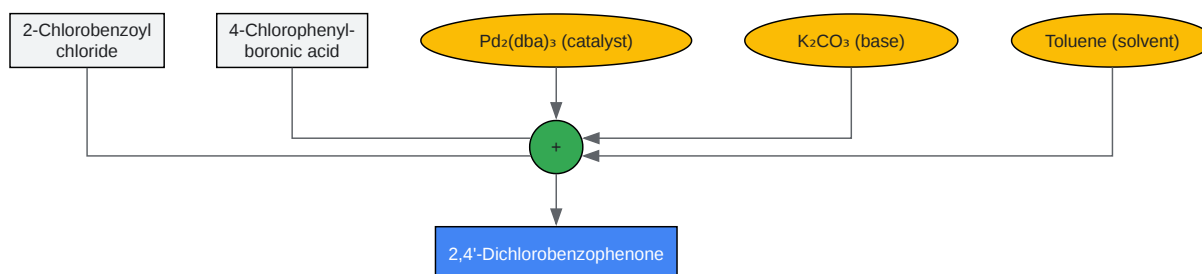 2-Chlorobenzoyl
chloride
4-Chlorophenyl-
boronic acid
Pd₂(dba)₃ (catalyst)
K₂CO₃ (base)
Toluene (solvent)
+
2,4'-Dichlorobenzophenone